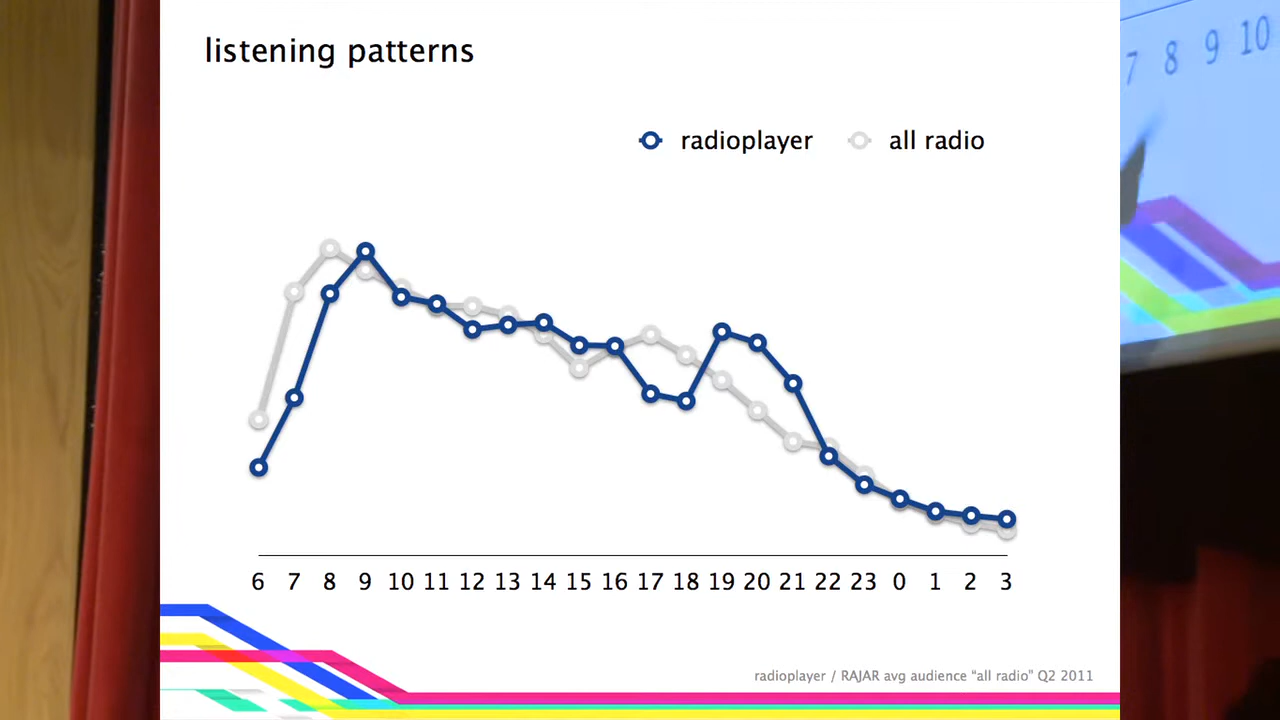 listening patterns
radioplayer all radio
6 7 8 9 10 11 12 13 14 15 16 17 18 19 20 21 22 23 0 1 2 3
radioplayer / RAJAR avg audience “all radio” Q2 2011
7 8 9 10